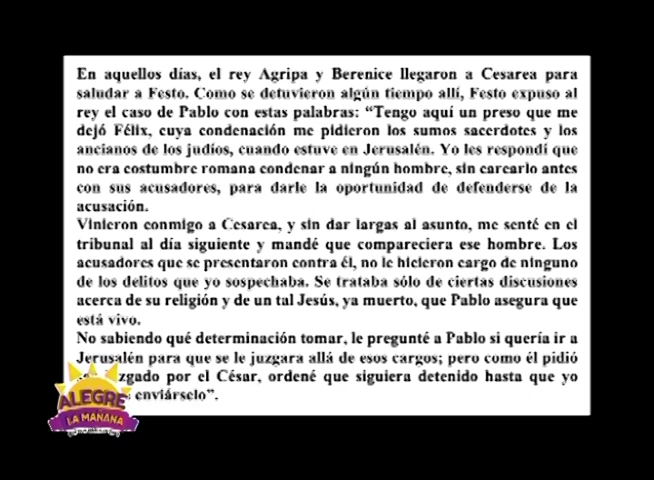 En aquellos días, el rey Agripa y Berenice llegaron a Cesarea para
saludar a Festo. Como se detuvieron algún tiempo allí, Festo expuso al
rey el caso de Pablo con estas palabras: “Tengo aquí un preso que me
dejó Félix, cuya condenación me pidieron los sumos sacerdotes y los
ancianos de los judíos, cuando estuve en Jerusalén. Yo les respondí que
no era costumbre romana condenar a ningún hombre, sin carearlo antes
con sus acusadores, para darle la oportunidad de defenderse de la
acusación.
Vinieron conmigo a Cesarea, y sin dar largas al asunto, me senté en el
tribunal al día siguiente y mandé que compareciera ese hombre. Los
acusadores que se presentaron contra él, no le hicieron cargo de ninguno
de los delitos que yo sospechaba. Se trataba sólo de ciertas discusiones
acerca de su religión y de un tal Jesús, ya muerto, que Pablo asegura que
está vivo.
No sabiendo qué determinación tomar, le pregunté a Pablo si quería ir a
Jerusalén para que se le juzgara allá de esos cargos; pero como él pidió
zgado por el César, ordené que siguiera detenido hasta que yo
enviárselo”.
ALEGRE
LA MAÑANA